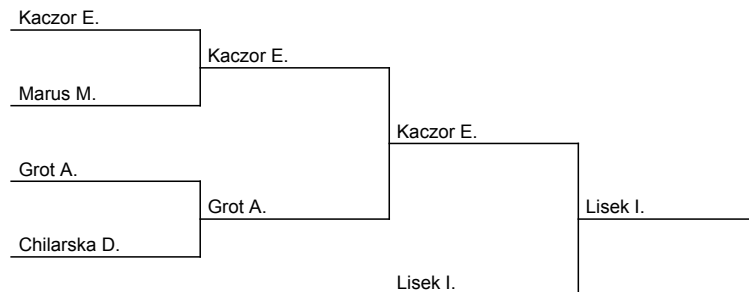 Kaczor E.
Kaczor E.
Marus M.
Kaczor E.
Grot A.
Grot A.
Lisek I.
Chilarska D.
Lisek I.